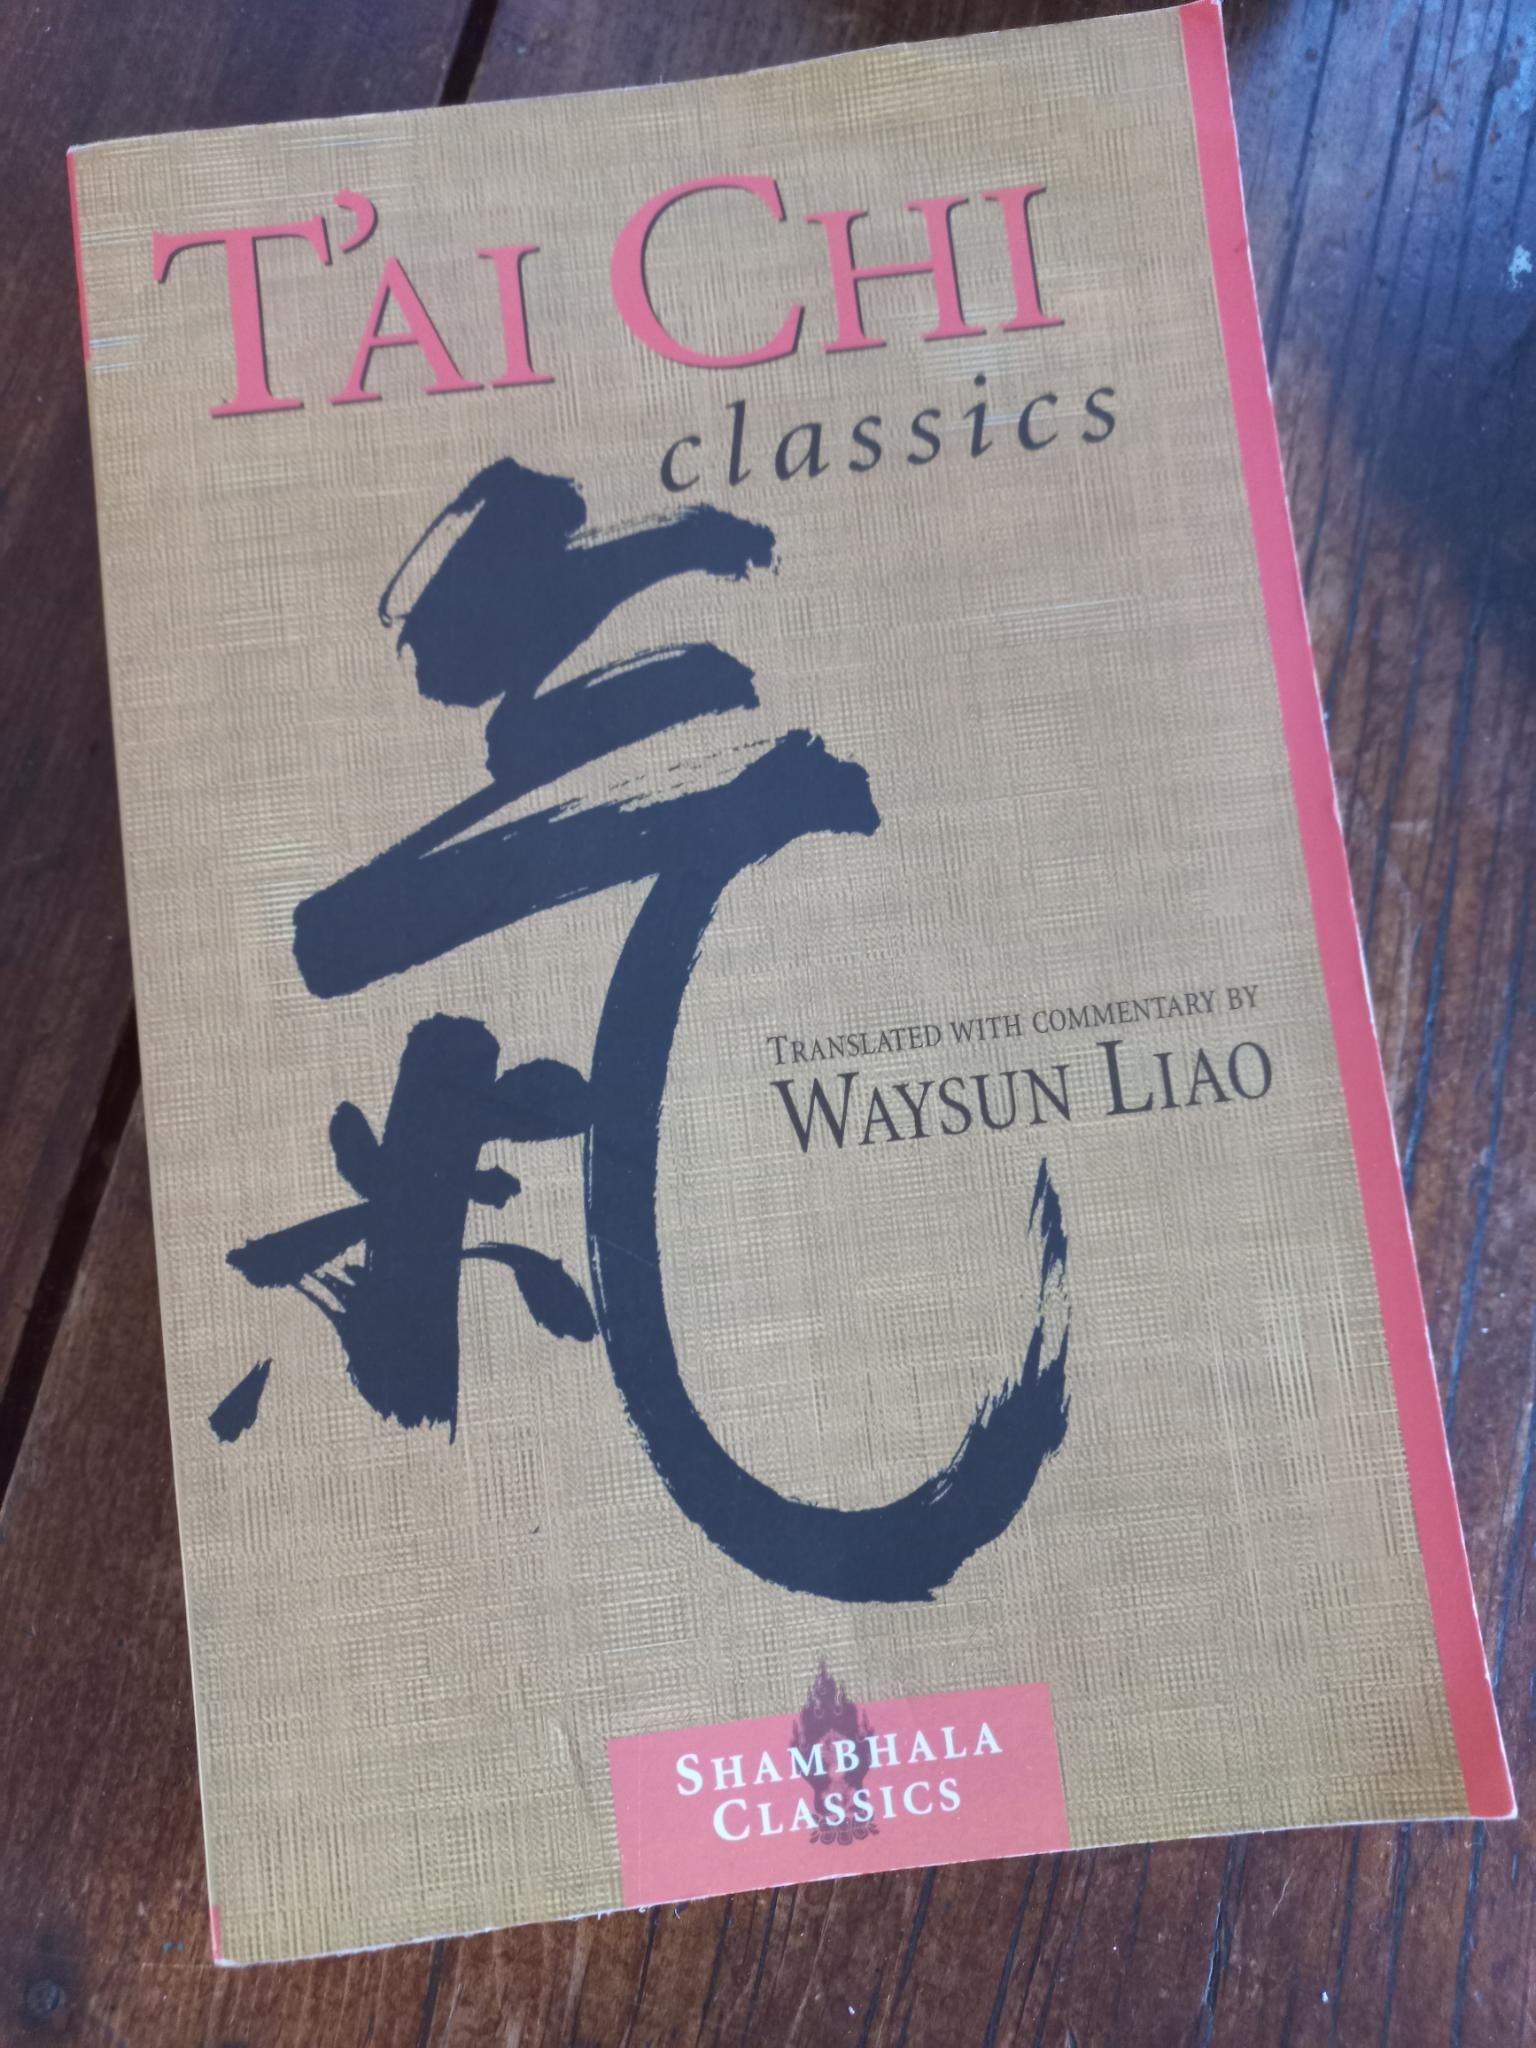 T'AI CHI
classics
氣
TRANSLATED WITH COMMENTARY BY
WAYSUN LIAO
SHAMBHALA
CLASSICS